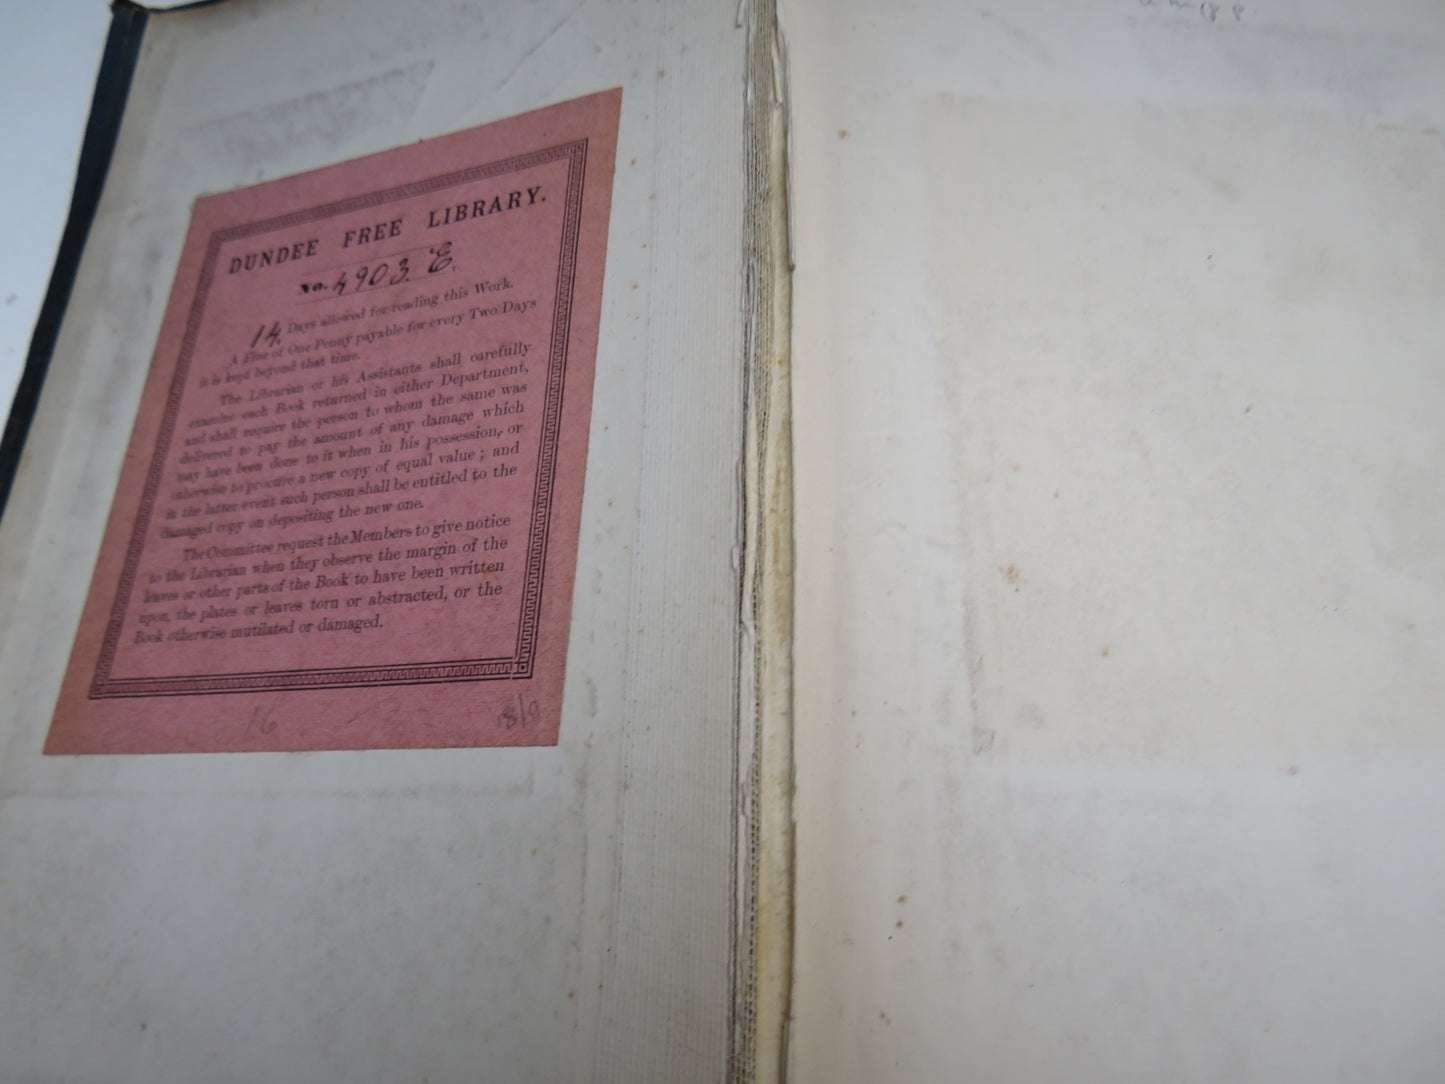 DUNDEE FREE LIBRARY.
No. 4903. E.
14 Days allowed for reading this Work.
A Fine of One Penny payable for every Two Days
it is kept beyond that time.
The Librarian or his Assistants shall carefully
examine each Book returned in either Department,
and shall require the person to whom the same was
delivered to pay the amount of any damage which
may have been done to it when in his possession, or
otherwise to procure a new copy of equal value; and
in the latter event such person shall be entitled to the
damaged copy on depositing the new one.
The Committee request the Members to give notice
to the Librarian when they observe the margin of the
leaves or other parts of the Book to have been written
upon, the plates or leaves torn or abstracted, or the
Book otherwise mutilated or damaged.
16